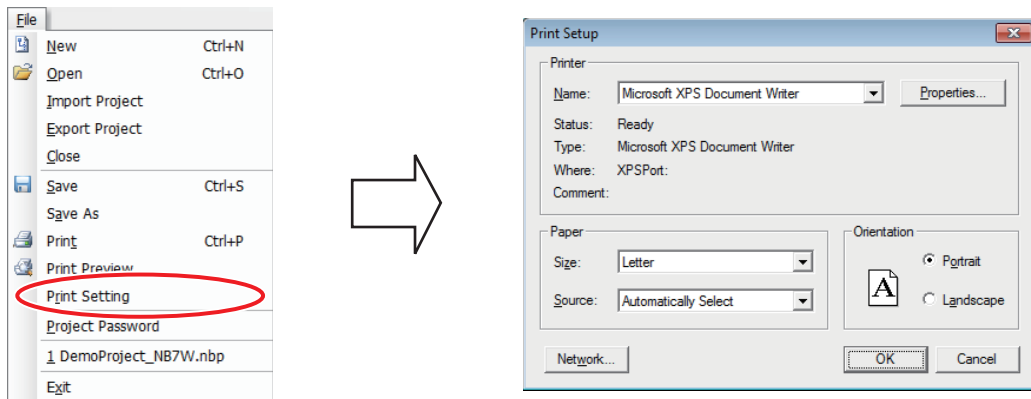 File
New Ctrl+N
Open Ctrl+O
Import Project
Export Project
Close
Save Ctrl+S
Save As
Print Ctrl+P
Print Preview
Print Setting
Project Password
1 DemoProject_NB7W.nbp
Exit
Print Setup
Printer
Name: Microsoft XPS Document Writer Properties...
Status: Ready
Type: Microsoft XPS Document Writer
Where: XPSPort:
Comment:
Paper
Size: Letter
Source: Automatically Select
Orientation
A
Portrait
Landscape
Network...
OK Cancel